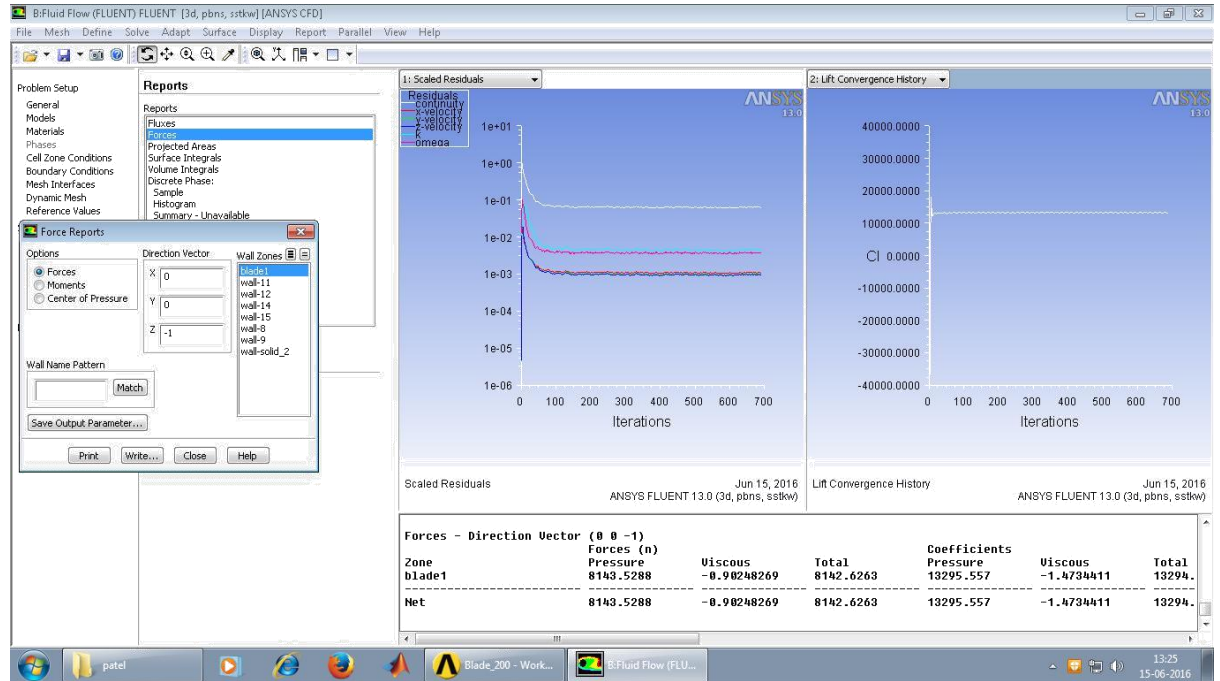 B:Fluid Flow (FLUENT) FLUENT [3d, pbns, sstkw] [ANSYS CFD]
File Mesh Define Solve Adapt Surface Display Report Parallel View Help
Problem Setup
General
Models
Materials
Phases
Cell Zone Conditions
Boundary Conditions
Mesh Interfaces
Dynamic Mesh
Reference Values
Reports
Reports
Fluxes
Forces
Projected Areas
Surface Integrals
Volume Integrals
Discrete Phase:
Sample
Histogram
Summary - Unavailable
Force Reports
Options
Forces
Moments
Center of Pressure
Direction Vector
X 0
Y 0
Z -1
Wall Zones
blade1
wall-11
wall-12
wall-14
wall-15
wall-8
wall-9
wall-solid_2
Wall Name Pattern
Match
Save Output Parameter...
Print Write... Close Help
1: Scaled Residuals
Residuals
continuity
x-velocity
y-velocity
z-velocity
k
omega
ANSYS
13.0
1e+01
1e+00
1e-01
1e-02
1e-03
1e-04
1e-05
1e-06
0 100 200 300 400 500 600 700
Iterations
Scaled Residuals
Jun 15, 2016
ANSYS FLUENT 13.0 (3d, pbns, sstkw)
2: Lift Convergence History
ANSYS
13.0
40000.0000
30000.0000
20000.0000
10000.0000
Cl 0.0000
-10000.0000
-20000.0000
-30000.0000
-40000.0000
0 100 200 300 400 500 600 700
Iterations
Lift Convergence History
Jun 15, 2016
ANSYS FLUENT 13.0 (3d, pbns, sstkw)
Forces - Direction Vector (0 0 -1)
Forces (n) Coefficients
Zone Pressure Viscous Total Pressure Viscous Total
blade1 8143.5288 -0.90248269 8142.6263 13295.557 -1.4734411 13294.
Net 8143.5288 -0.90248269 8142.6263 13295.557 -1.4734411 13294.
patel
Blade_200 - Work...
B:Fluid Flow (FLU...
13:25
15-06-2016